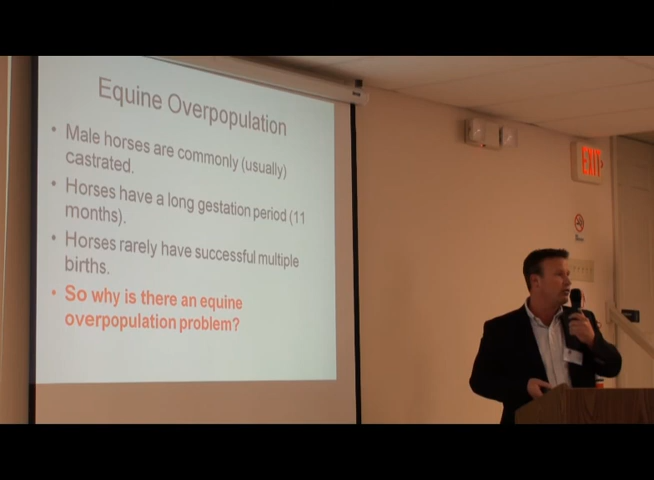 Equine Overpopulation
• Male horses are commonly (usually)
castrated.
• Horses have a long gestation period (11
months).
• Horses rarely have successful multiple
births.
• So why is there an equine
overpopulation problem?
EXIT